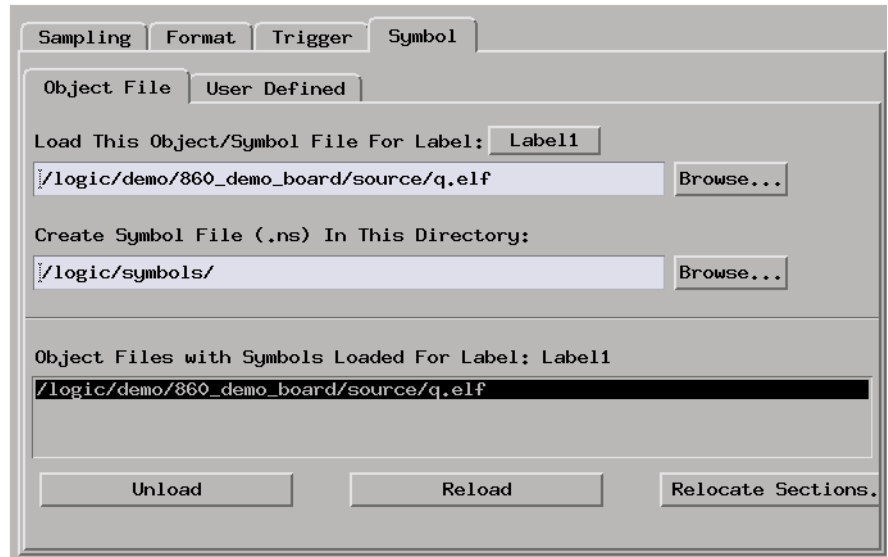 Sampling Format Trigger Symbol
Object File User Defined
Load This Object/Symbol File For Label: Label1
/logic/demo/860_demo_board/source/q.elf Browse...
Create Symbol File (.ns) In This Directory:
/logic/symbols/ Browse...
Object Files with Symbols Loaded For Label: Label1
/logic/demo/860_demo_board/source/q.elf
Unload Reload Relocate Sections.